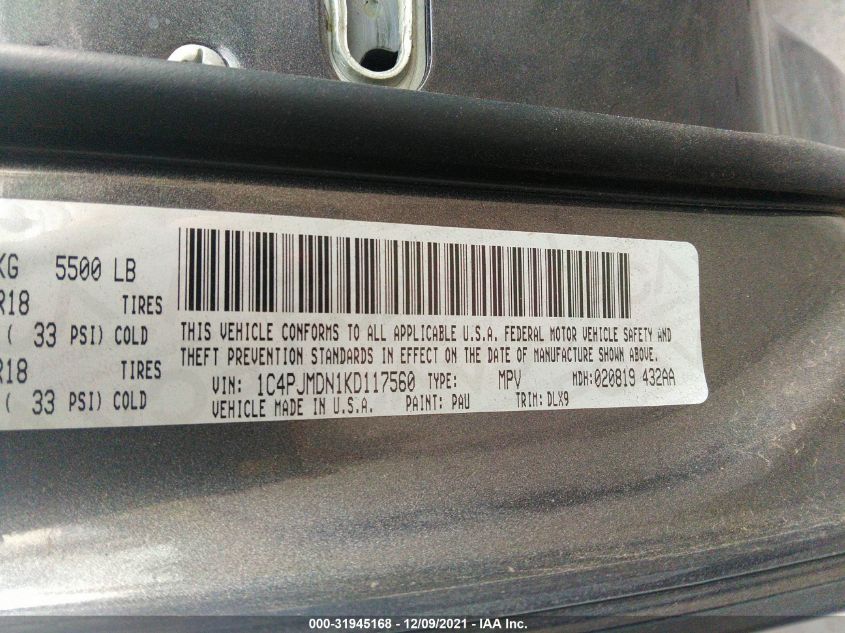 KG 5500 LB
R18 TIRES
( 33 PSI) COLD
R18 TIRES
( 33 PSI) COLD
THIS VEHICLE CONFORMS TO ALL APPLICABLE U.S.A. FEDERAL MOTOR VEHICLE SAFETY AND
THEFT PREVENTION STANDARDS IN EFFECT ON THE DATE OF MANUFACTURE SHOWN ABOVE.
VIN: 1C4PJMDN1KD117560 TYPE: MPV MDH:020819 432AA
VEHICLE MADE IN U.S.A. PAINT: PAU TRIM: DLX9
000-31945168 - 12/09/2021 - IAA Inc.